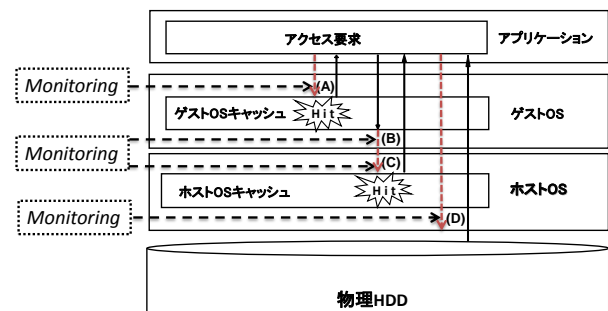 アクセス要求
アプリケーション
Monitoring
(A)
ゲストOSキャッシュ
Hit
ゲストOS
Monitoring
(B)
(C)
ホストOSキャッシュ
Hit
ホストOS
Monitoring
(D)
物理HDD